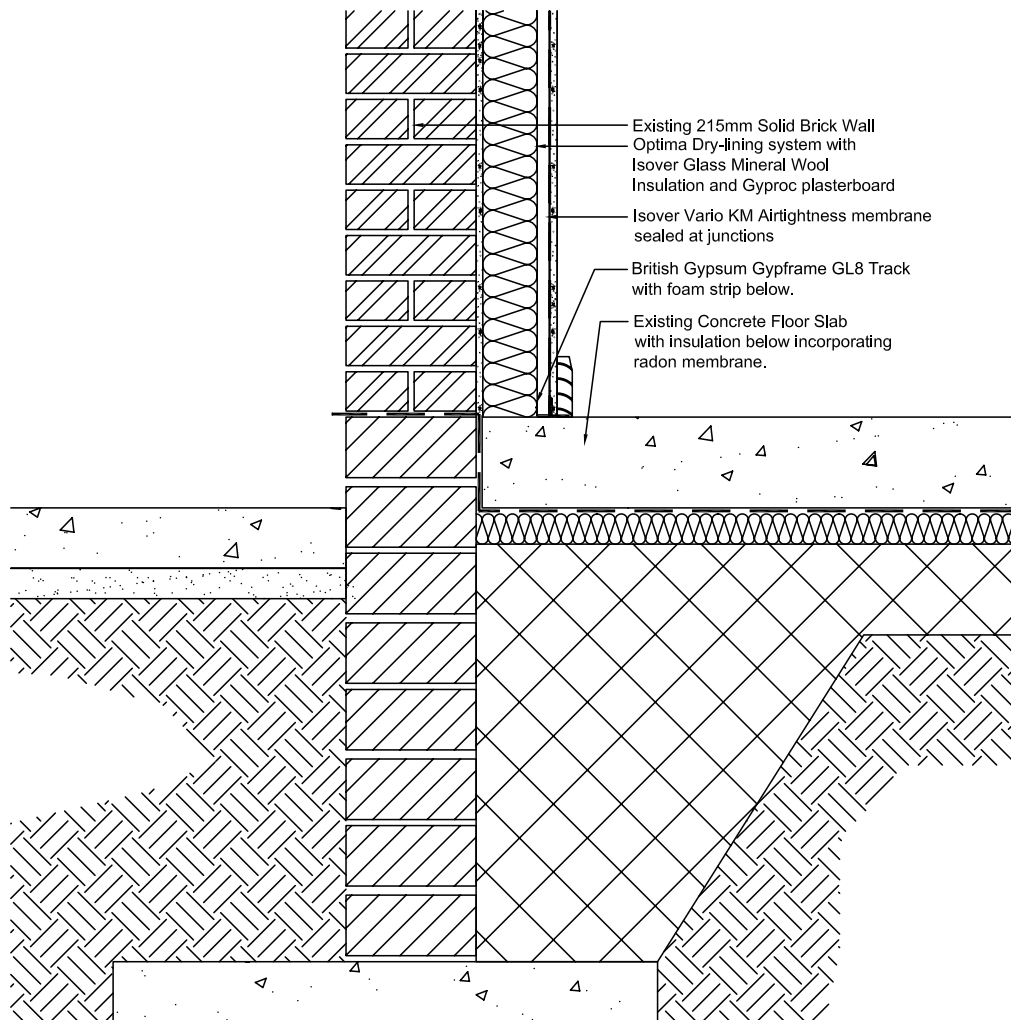 Existing 215mm Solid Brick Wall
Optima Dry-lining system with
Isover Glass Mineral Wool
Insulation and Gyproc plasterboard
Isover Vario KM Airtightness membrane
sealed at junctions
British Gypsum Gypframe GL8 Track
with foam strip below.
Existing Concrete Floor Slab
with insulation below incorporating
radon membrane.